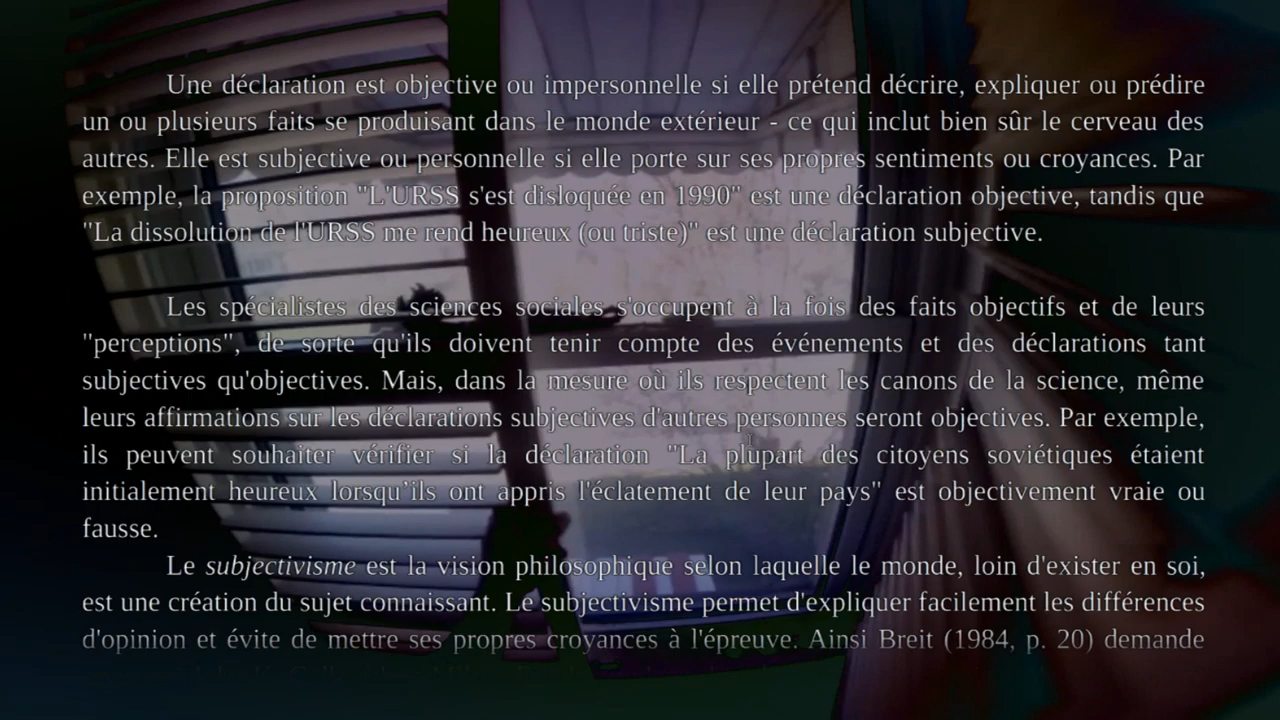 Une déclaration est objective ou impersonnelle si elle prétend décrire, expliquer ou prédire
un ou plusieurs faits se produisant dans le monde extérieur - ce qui inclut bien sûr le cerveau des
autres. Elle est subjective ou personnelle si elle porte sur ses propres sentiments ou croyances. Par
exemple, la proposition "L'URSS s'est disloquée en 1990" est une déclaration objective, tandis que
"La dissolution de l'URSS me rend heureux (ou triste)" est une déclaration subjective.
Les spécialistes des sciences sociales s'occupent à la fois des faits objectifs et de leurs
"perceptions", de sorte qu'ils doivent tenir compte des événements et des déclarations tant
subjectives qu'objectives. Mais, dans la mesure où ils respectent les canons de la science, même
leurs affirmations sur les déclarations subjectives d'autres personnes seront objectives. Par exemple,
ils peuvent souhaiter vérifier si la déclaration "La plupart des citoyens soviétiques étaient
initialement heureux lorsqu’ils ont appris l'éclatement de leur pays" est objectivement vraie ou
fausse.
Le subjectivisme est la vision philosophique selon laquelle le monde, loin d'exister en soi,
est une création du sujet connaissant. Le subjectivisme permet d'expliquer facilement les différences
d'opinion et évite de mettre ses propres croyances à l'épreuve. Ainsi Breit (1984, p. 20) demande